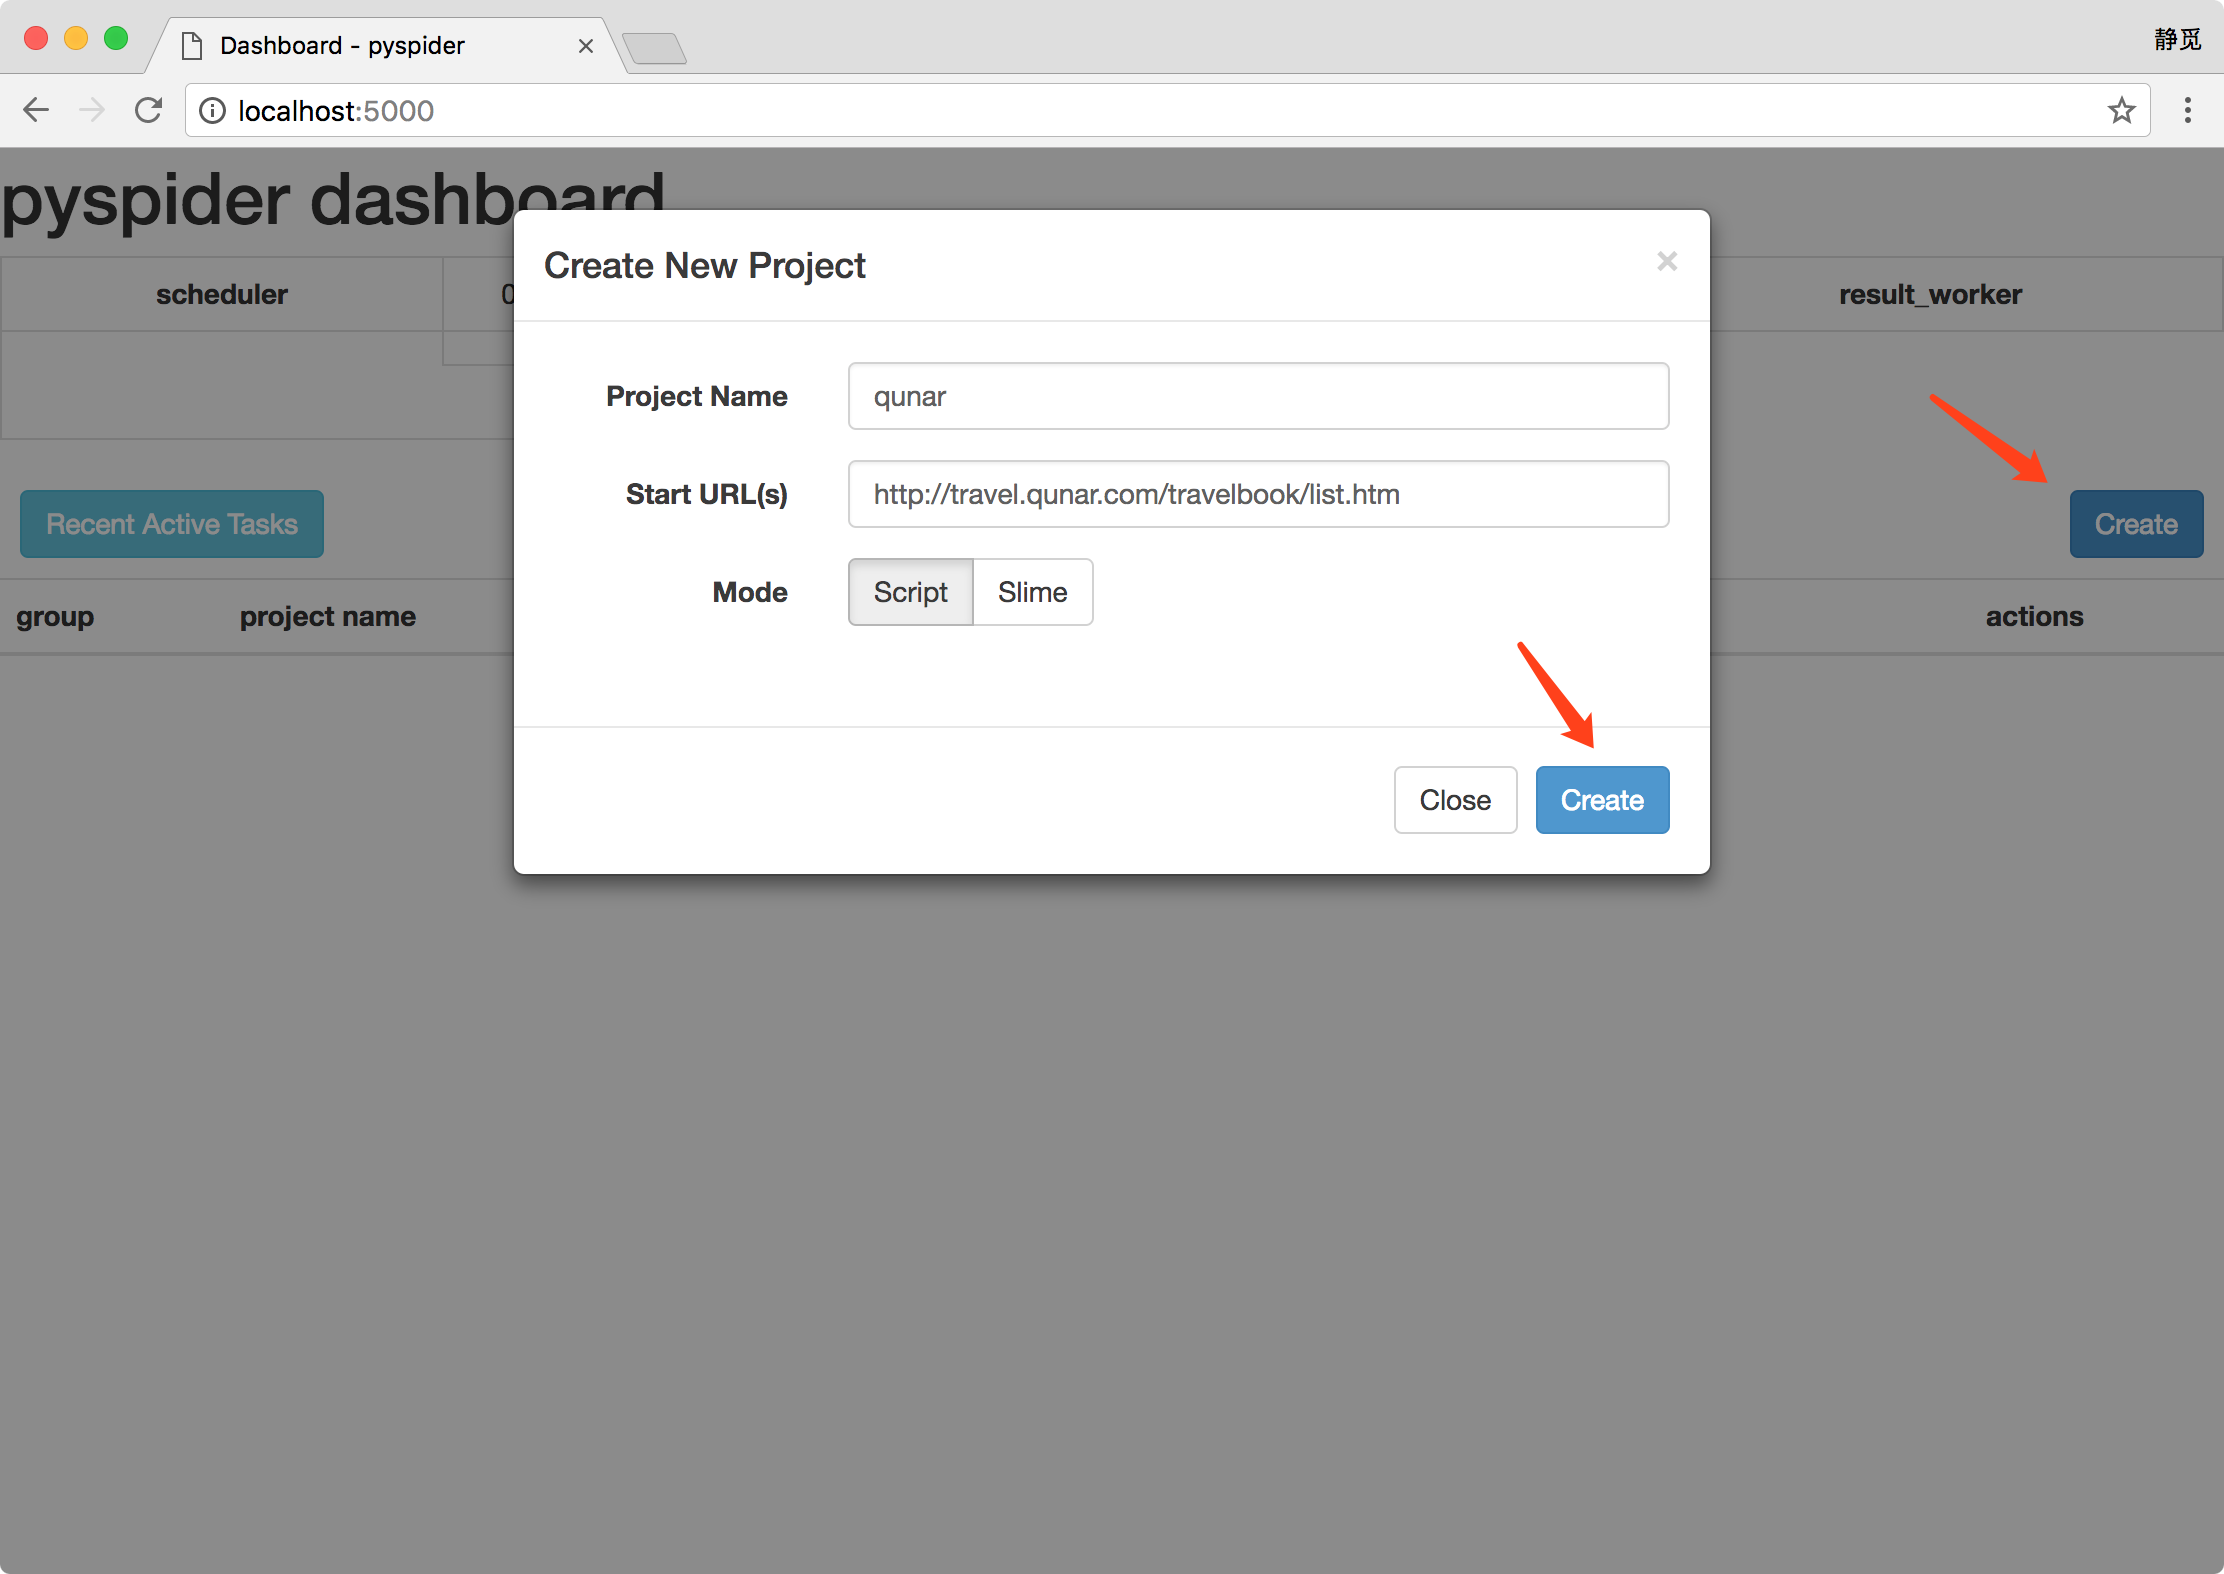 Dashboard - pyspider
静觅
localhost:5000
pyspider dashboard
Create New Project
scheduler
0
result_worker
Project Name
qunar
Start URL(s)
http://travel.qunar.com/travelbook/list.htm
Recent Active Tasks
Create
Mode
Script
Slime
group
project name
actions
Close
Create